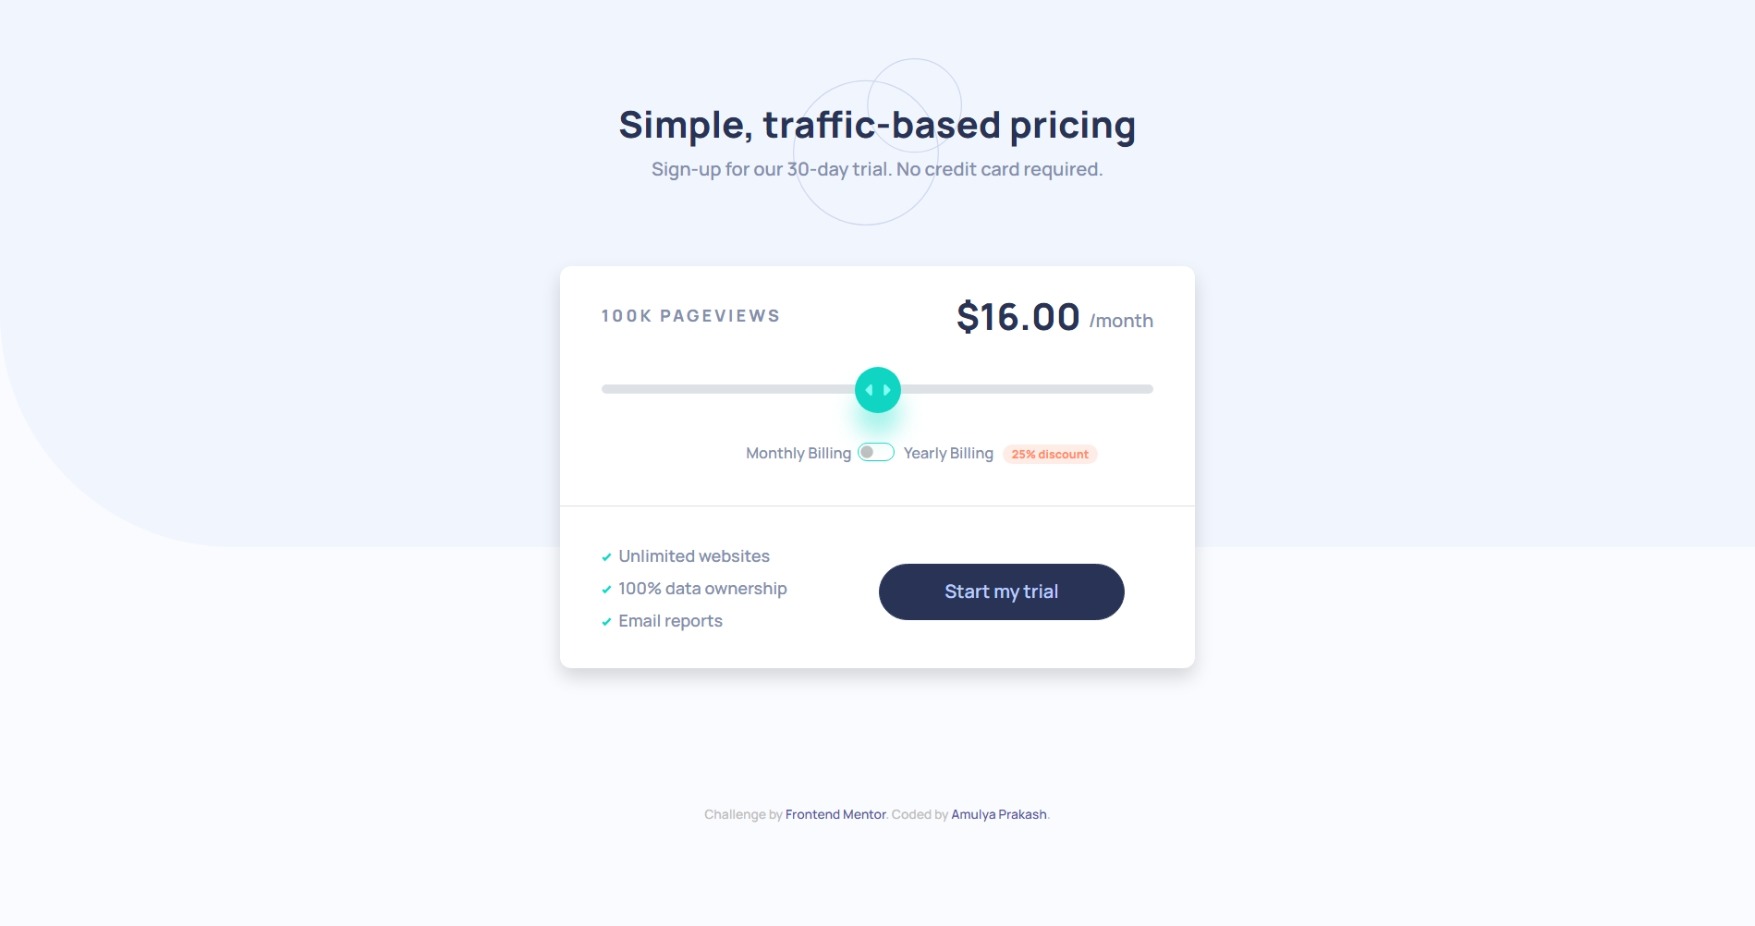 Simple, traffic-based pricing
Sign-up for our 30-day trial. No credit card required.
100K PAGEVIEWS
$16.00 /month
Monthly Billing Yearly Billing 25% discount
Unlimited websites
100% data ownership
Email reports
Start my trial
Challenge by Frontend Mentor. Coded by Amulya Prakash.